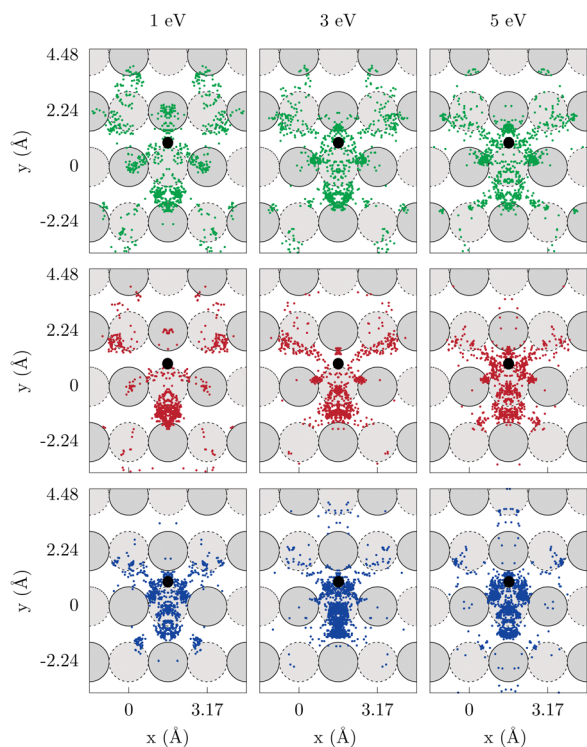 1 eV 3 eV 5 eV
4.48
2.24
y (Å)
0
-2.24
4.48
2.24
y (Å)
0
-2.24
4.48
2.24
y (Å)
0
-2.24
0 3.17 0 3.17 0 3.17
x (Å) x (Å) x (Å)